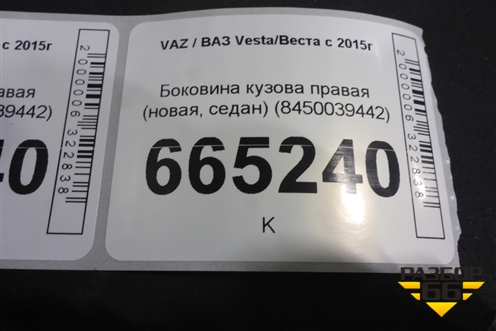 с 2015г
равая
39442)
40
2000006322838
VAZ / ВАЗ Vesta/Веста с 2015г
Боковина кузова правая
(новая, седан) (8450039442)
665240
K
2000006322838
РАЗБОР
66